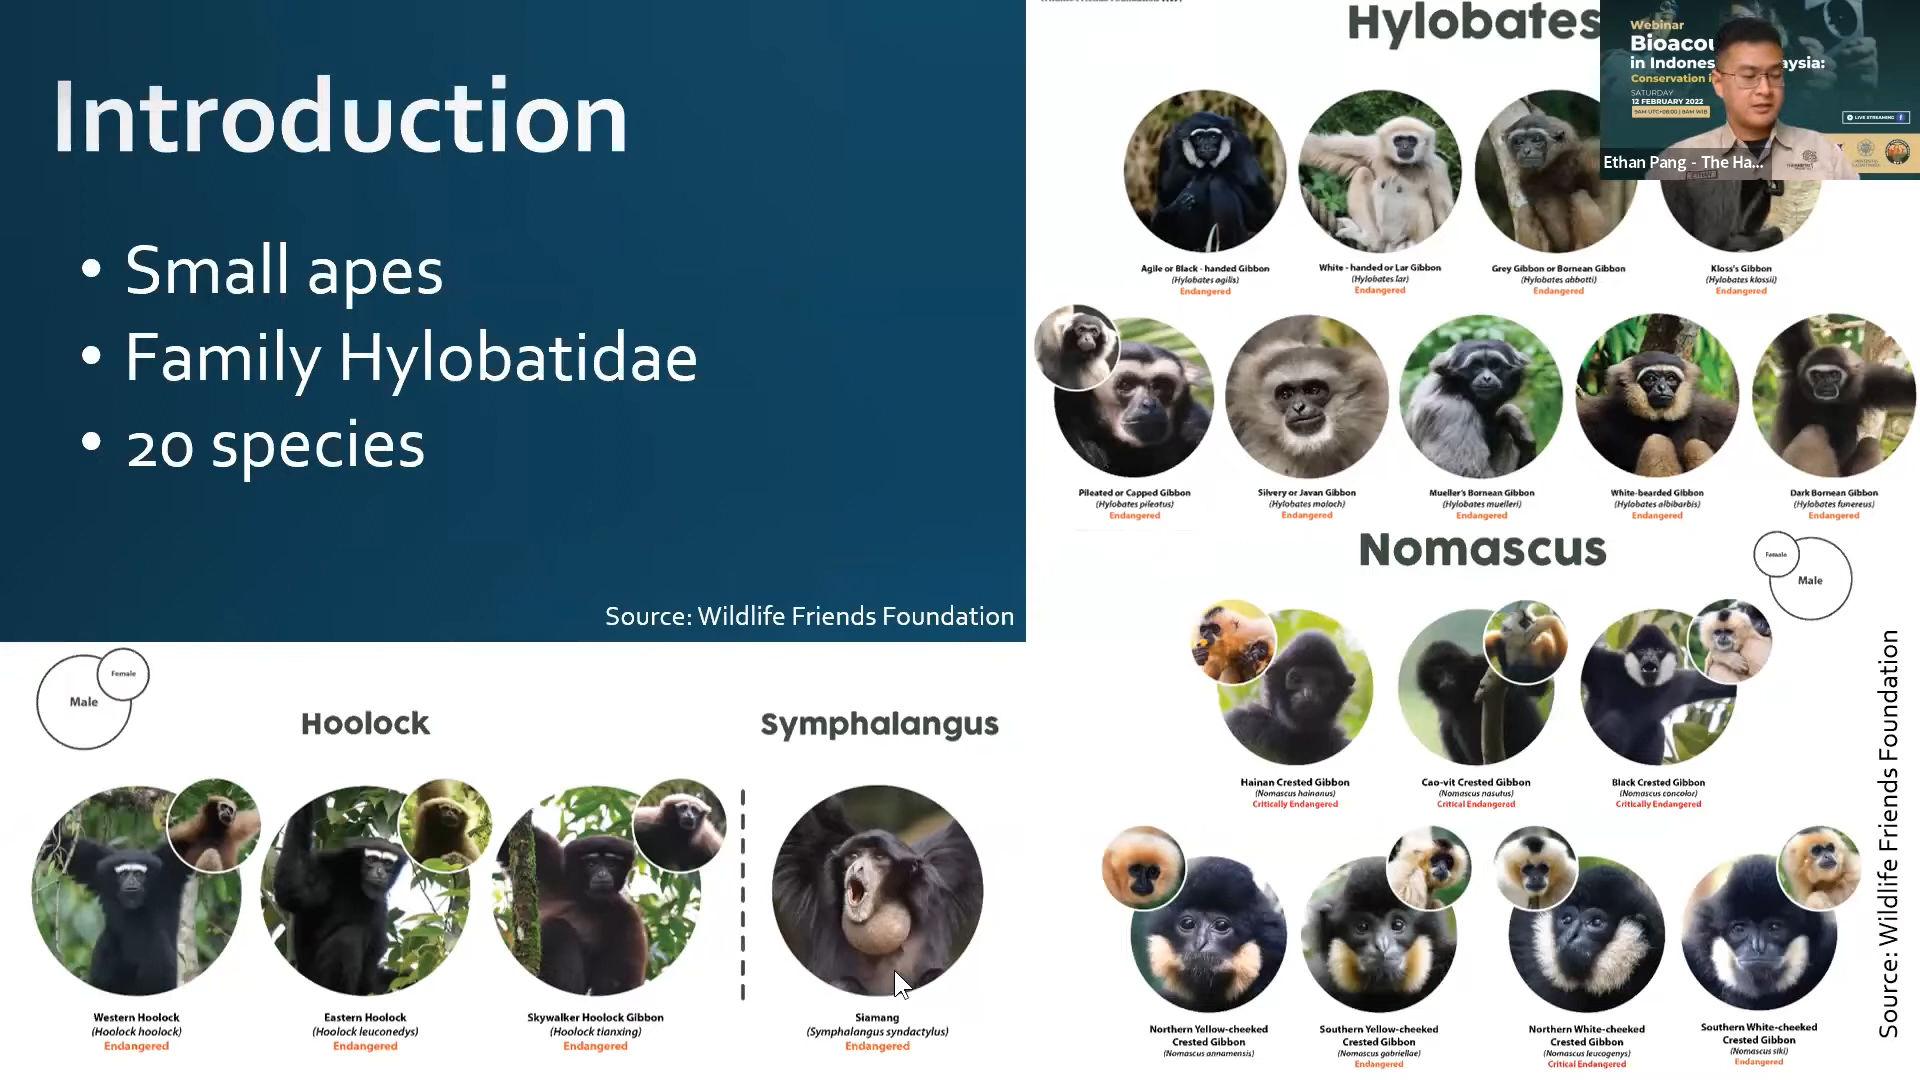 Introduction
• Small apes
• Family Hylobatidae
• 20 species
Source: Wildlife Friends Foundation
Hylobates
Webinar
Bioacou
in Indones aysia:
Conservation i
SATURDAY
12 FEBRUARY 2022
9AM UTC+08:00 | 8AM WIB
LIVE STREAMING
Ethan Pang - The Ha...
Agile or Black - handed Gibbon
(Hylobates agilis)
Endangered
White - handed or Lar Gibbon
(Hylobates lar)
Endangered
Grey Gibbon or Bornean Gibbon
(Hylobates abbotti)
Endangered
Kloss's Gibbon
(Hylobates klossii)
Endangered
Pileated or Capped Gibbon
(Hylobates pileatus)
Endangered
Silvery or Javan Gibbon
(Hylobates moloch)
Endangered
Mueller's Bornean Gibbon
(Hylobates muelleri)
Endangered
White-bearded Gibbon
(Hylobates albibarbis)
Endangered
Dark Bornean Gibbon
(Hylobates funereus)
Endangered
Nomascus
Female
Male
Hainan Crested Gibbon
(Nomascus hainanus)
Critically Endangered
Cao-vit Crested Gibbon
(Nomascus nasutus)
Critical Endangered
Black Crested Gibbon
(Nomascus concolor)
Critically Endangered
Northern Yellow-cheeked
Crested Gibbon
(Nomascus annamensis)
Southern Yellow-cheeked
Crested Gibbon
(Nomascus gabriellae)
Endangered
Northern White-cheeked
Crested Gibbon
(Nomascus leucogenys)
Critical Endangered
Southern White-cheeked
Crested Gibbon
(Nomascus siki)
Endangered
Source: Wildlife Friends Foundation
Female
Male
Hoolock
Symphalangus
Western Hoolock
(Hoolock hoolock)
Endangered
Eastern Hoolock
(Hoolock leuconedys)
Endangered
Skywalker Hoolock Gibbon
(Hoolock tianxing)
Endangered
Siamang
(Symphalangus syndactylus)
Endangered